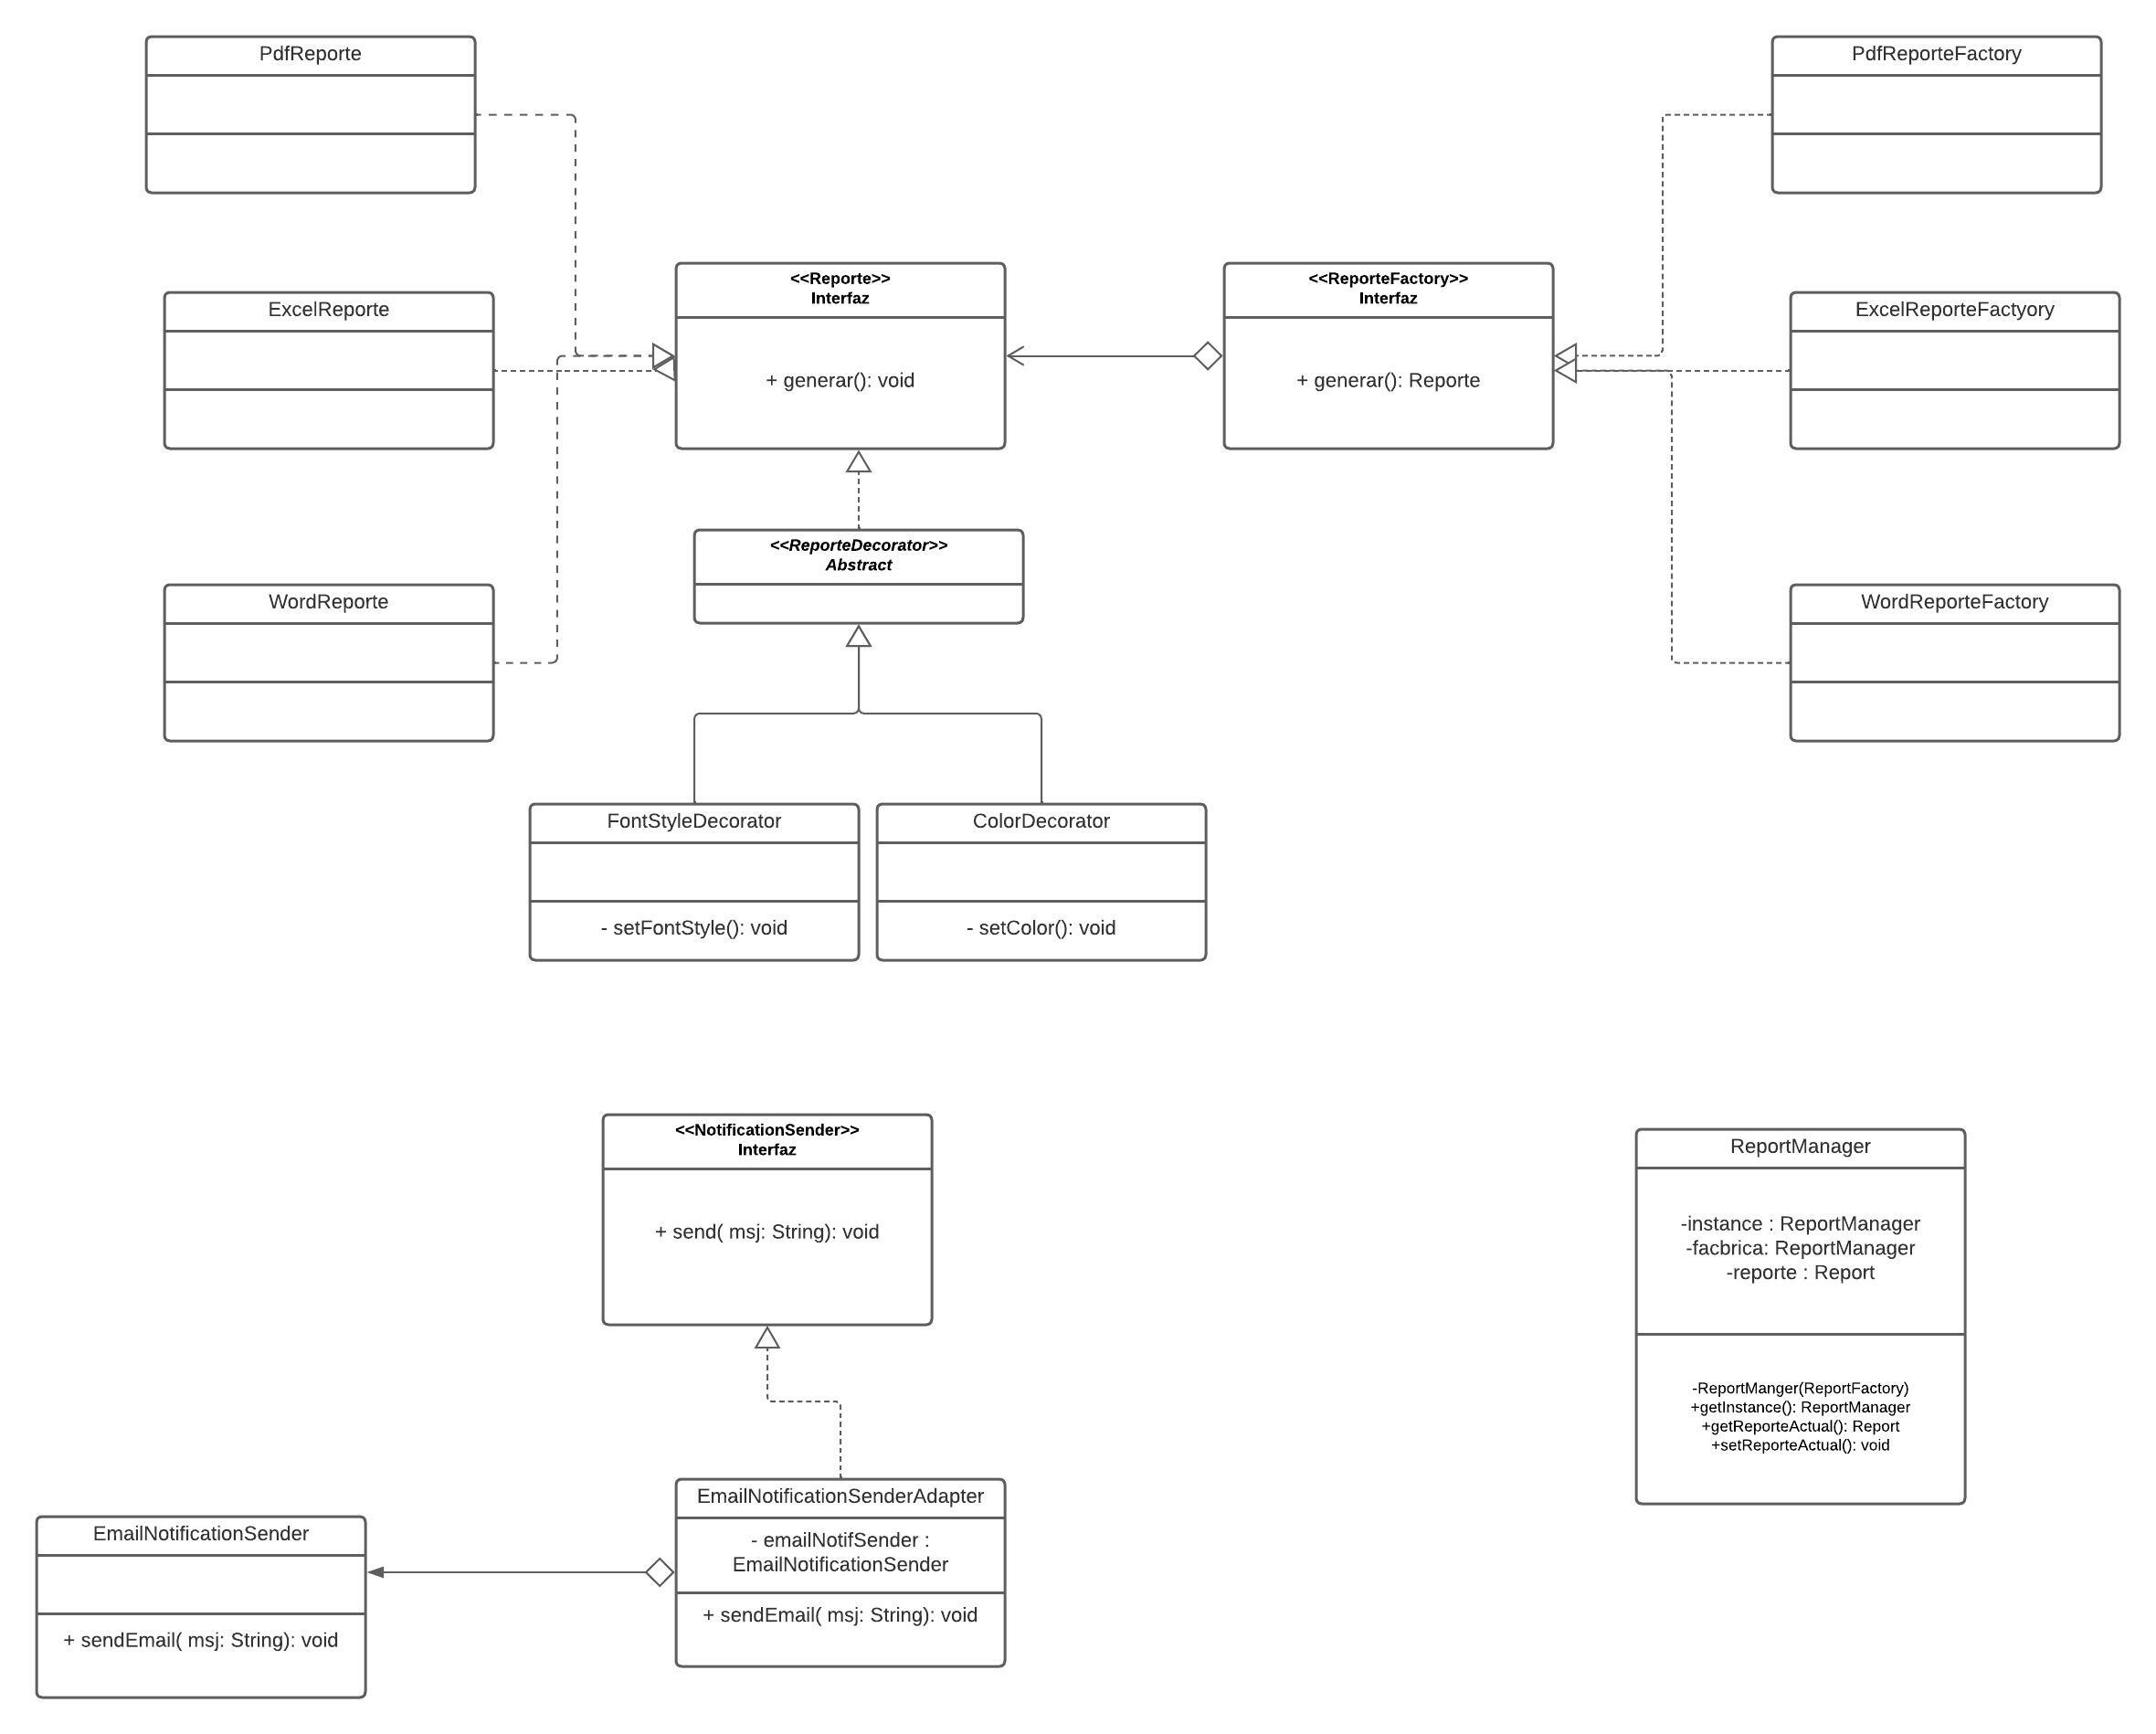 PdfReporte
PdfReporteFactory
<<Reporte>>
Interfaz
+ generar(): void
<<ReporteFactory>>
Interfaz
+ generar(): Reporte
ExcelReporte
ExcelReporteFactyory
<<ReporteDecorator>>
Abstract
WordReporte
WordReporteFactory
FontStyleDecorator
- setFontStyle(): void
ColorDecorator
- setColor(): void
<<NotificationSender>>
Interfaz
+ send( msj: String): void
ReportManager
-instance : ReportManager
-facbrica: ReportManager
-reporte : Report
-ReportManger(ReportFactory)
+getInstance(): ReportManager
+getReporteActual(): Report
+setReporteActual(): void
EmailNotificationSenderAdapter
- emailNotifSender :
EmailNotificationSender
+ sendEmail( msj: String): void
EmailNotificationSender
+ sendEmail( msj: String): void